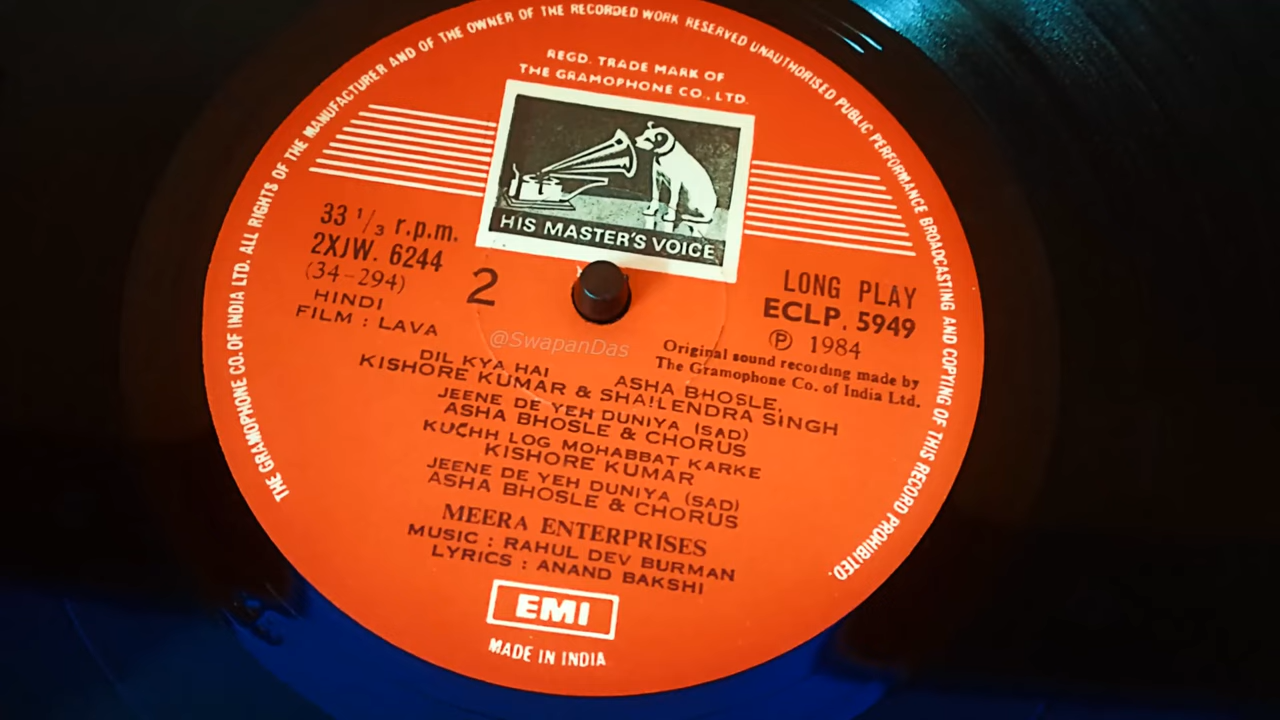 THE GRAMOPHONE CO. OF INDIA LTD. ALL RIGHTS OF THE MANUFACTURER AND OF THE OWNER OF THE RECORDED WORK RESERVED UNAUTHORISED PUBLIC PERFORMANCE BROADCASTING AND COPYING OF THIS RECORD PROHIBITED.
REGD. TRADE MARK OF
THE GRAMOPHONE CO., LTD.
HIS MASTER'S VOICE
33 1/3 r.p.m.
2XJW. 6244
(34-294)
HINDI
FILM : LAVA
2
LONG PLAY
ECLP. 5949
℗ 1984
Original sound recording made by
The Gramophone Co. of India Ltd.
@SwapanDas
DIL KYA HAI ASHA BHOSLE,
KISHORE KUMAR & SHAILENDRA SINGH
JEENE DE YEH DUNIYA (SAD)
ASHA BHOSLE & CHORUS
KUCHH LOG MOHABBAT KARKE
KISHORE KUMAR
JEENE DE YEH DUNIYA (SAD)
ASHA BHOSLE & CHORUS
MEERA ENTERPRISES
MUSIC : RAHUL DEV BURMAN
LYRICS : ANAND BAKSHI
EMI
MADE IN INDIA